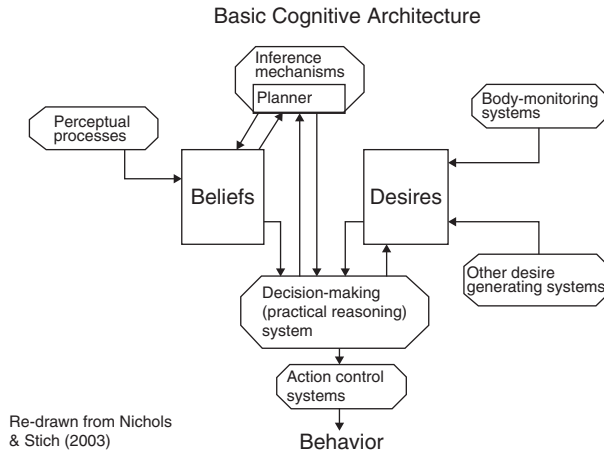 Basic Cognitive Architecture
Inference
mechanisms
Planner
Perceptual
processes
Body-monitoring
systems
Beliefs
Desires
Other desire
generating systems
Decision-making
(practical reasoning)
system
Action control
systems
Behavior
Re-drawn from Nichols
& Stich (2003)